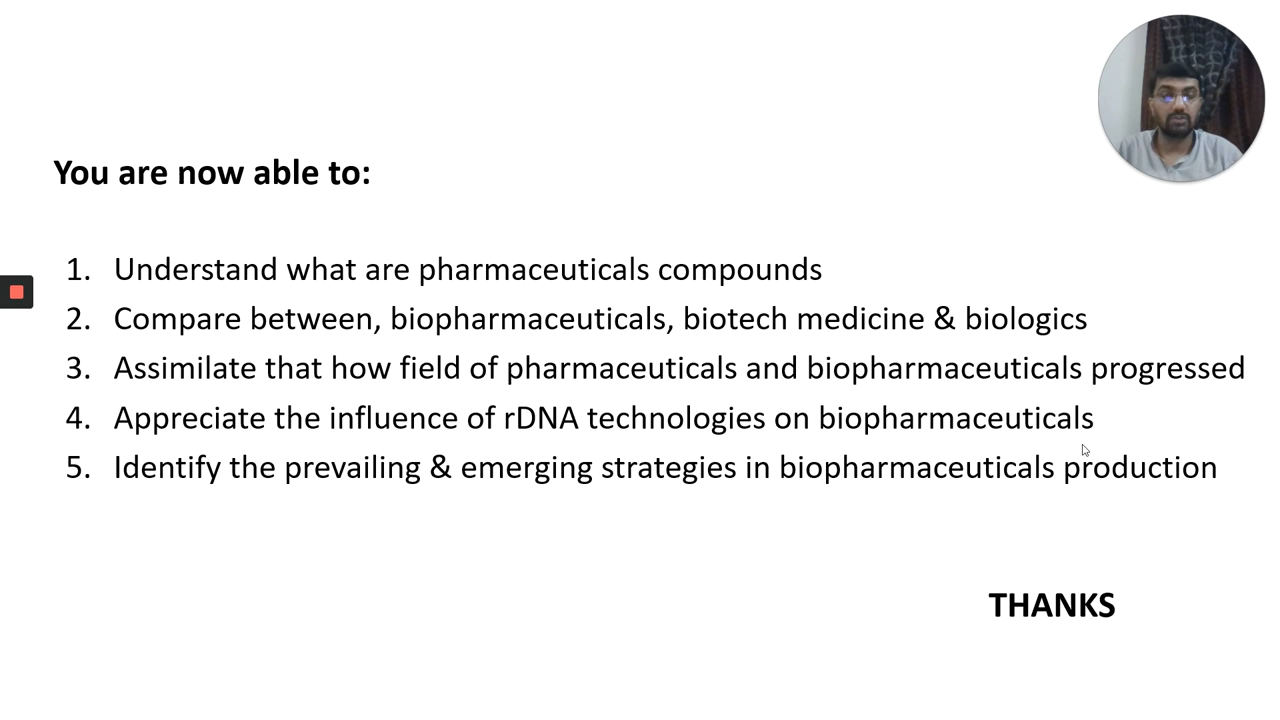 You are now able to:
1. Understand what are pharmaceuticals compounds
2. Compare between, biopharmaceuticals, biotech medicine & biologics
3. Assimilate that how field of pharmaceuticals and biopharmaceuticals progressed
4. Appreciate the influence of rDNA technologies on biopharmaceuticals
5. Identify the prevailing & emerging strategies in biopharmaceuticals production
THANKS